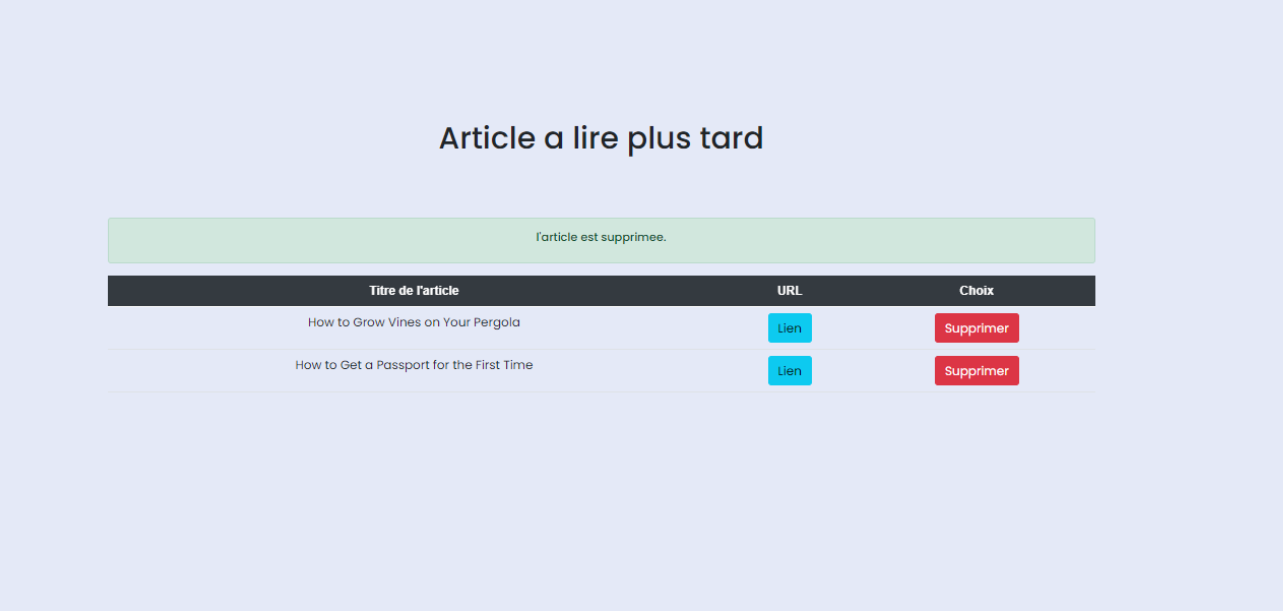 Article a lire plus tard
l'article est supprimee.
Titre de l'article URL Choix
How to Grow Vines on Your Pergola Lien Supprimer
How to Get a Passport for the First Time Lien Supprimer